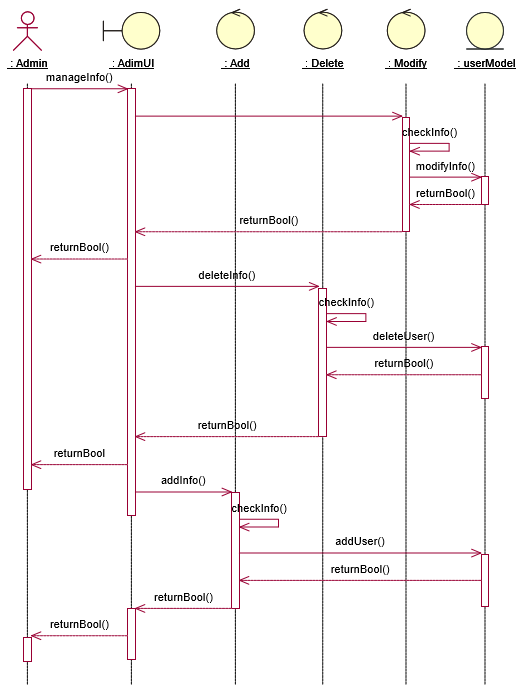 : Admin
: AdimUI
: Add
: Delete
: Modify
: userModel
manageInfo()
checkInfo()
modifyInfo()
returnBool()
returnBool()
returnBool()
deleteInfo()
checkInfo()
deleteUser()
returnBool()
returnBool()
returnBool
addInfo()
checkInfo()
addUser()
returnBool()
returnBool()
returnBool()